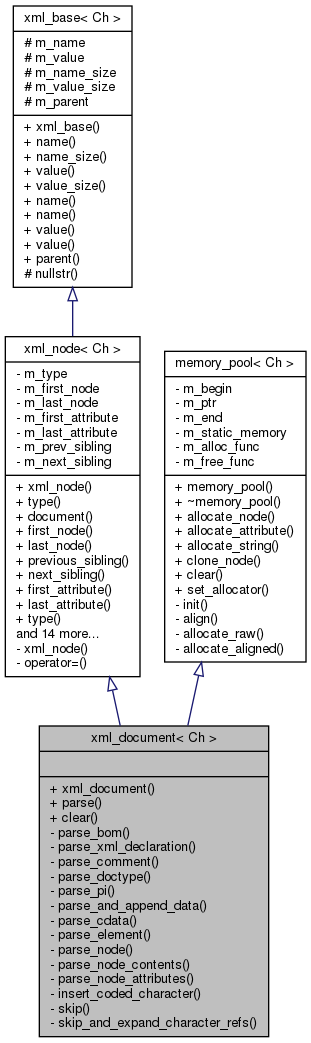 xml_base< Ch >
# m_name
# m_value
# m_name_size
# m_value_size
# m_parent
+ xml_base()
+ name()
+ name_size()
+ value()
+ value_size()
+ name()
+ name()
+ value()
+ value()
+ parent()
# nullstr()
xml_node< Ch >
- m_type
- m_first_node
- m_last_node
- m_first_attribute
- m_last_attribute
- m_prev_sibling
- m_next_sibling
+ xml_node()
+ type()
+ document()
+ first_node()
+ last_node()
+ previous_sibling()
+ next_sibling()
+ first_attribute()
+ last_attribute()
+ type()
and 14 more...
- xml_node()
- operator=()
memory_pool< Ch >
- m_begin
- m_ptr
- m_end
- m_static_memory
- m_alloc_func
- m_free_func
+ memory_pool()
+ ~memory_pool()
+ allocate_node()
+ allocate_attribute()
+ allocate_string()
+ clone_node()
+ clear()
+ set_allocator()
- init()
- align()
- allocate_raw()
- allocate_aligned()
xml_document< Ch >
+ xml_document()
+ parse()
+ clear()
- parse_bom()
- parse_xml_declaration()
- parse_comment()
- parse_doctype()
- parse_pi()
- parse_and_append_data()
- parse_cdata()
- parse_element()
- parse_node()
- parse_node_contents()
- parse_node_attributes()
- insert_coded_character()
- skip()
- skip_and_expand_character_refs()